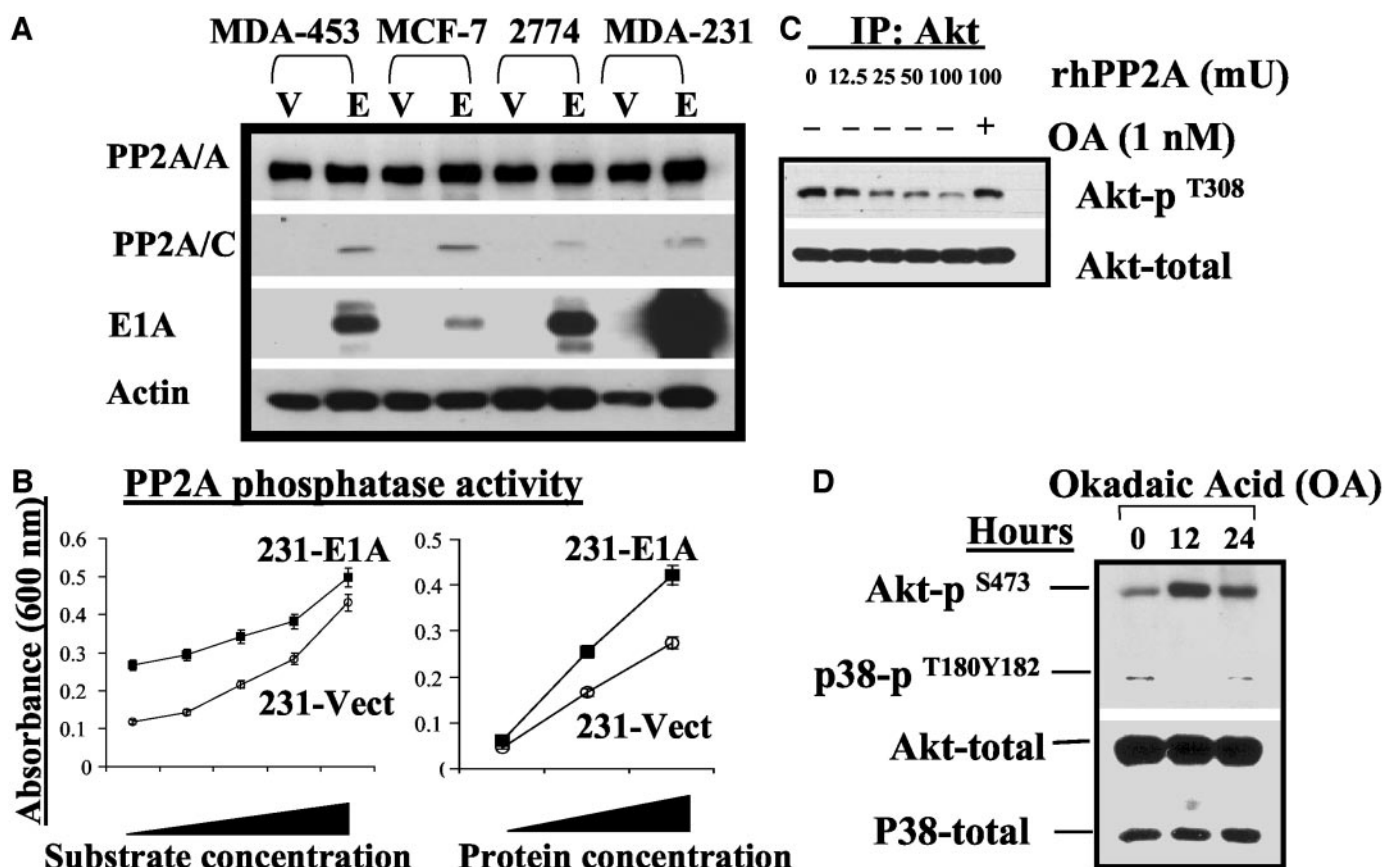 A
MDA-453 MCF-7 2774 MDA-231
V E V E V E V E
PP2A/A
PP2A/C
E1A
Actin
B
PP2A phosphatase activity
Absorbance (600 nm)
0.6
0.5
0.4
0.3
0.2
0.1
0
231-E1A
231-Vect
Substrate concentration
0.5
0.4
0.3
0.2
0.1
(
231-E1A
231-Vect
Protein concentration
C
IP: Akt
0 12.5 25 50 100 100 rhPP2A (mU)
– – – – – + OA (1 nM)
Akt-p T308
Akt-total
D
Okadaic Acid (OA)
Hours 0 12 24
Akt-p S473
p38-p T180Y182
Akt-total
P38-total